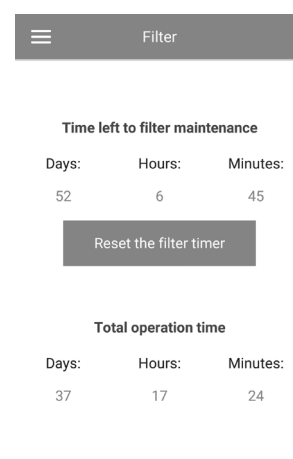 Filter
Time left to filter maintenance
Days: Hours: Minutes:
52 6 45
Reset the filter timer
Total operation time
Days: Hours: Minutes:
37 17 24